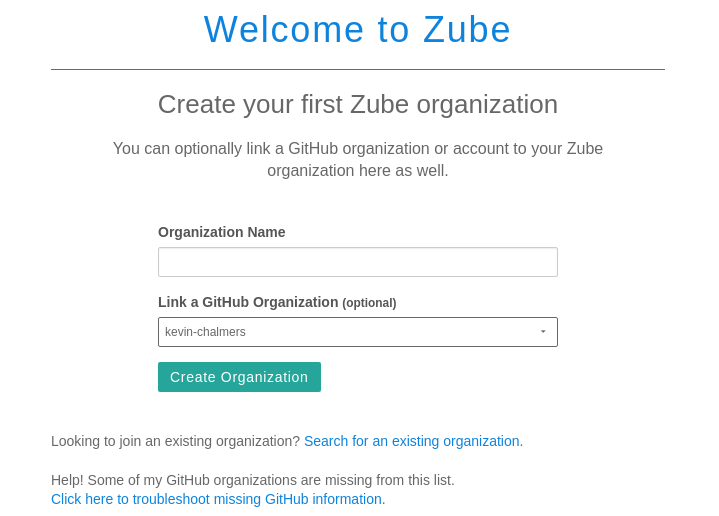 Welcome to Zube
Create your first Zube organization
You can optionally link a GitHub organization or account to your Zube
organization here as well.
Organization Name
Link a GitHub Organization (optional)
kevin-chalmers
Create Organization
Looking to join an existing organization? Search for an existing organization.
Help! Some of my GitHub organizations are missing from this list.
Click here to troubleshoot missing GitHub information.